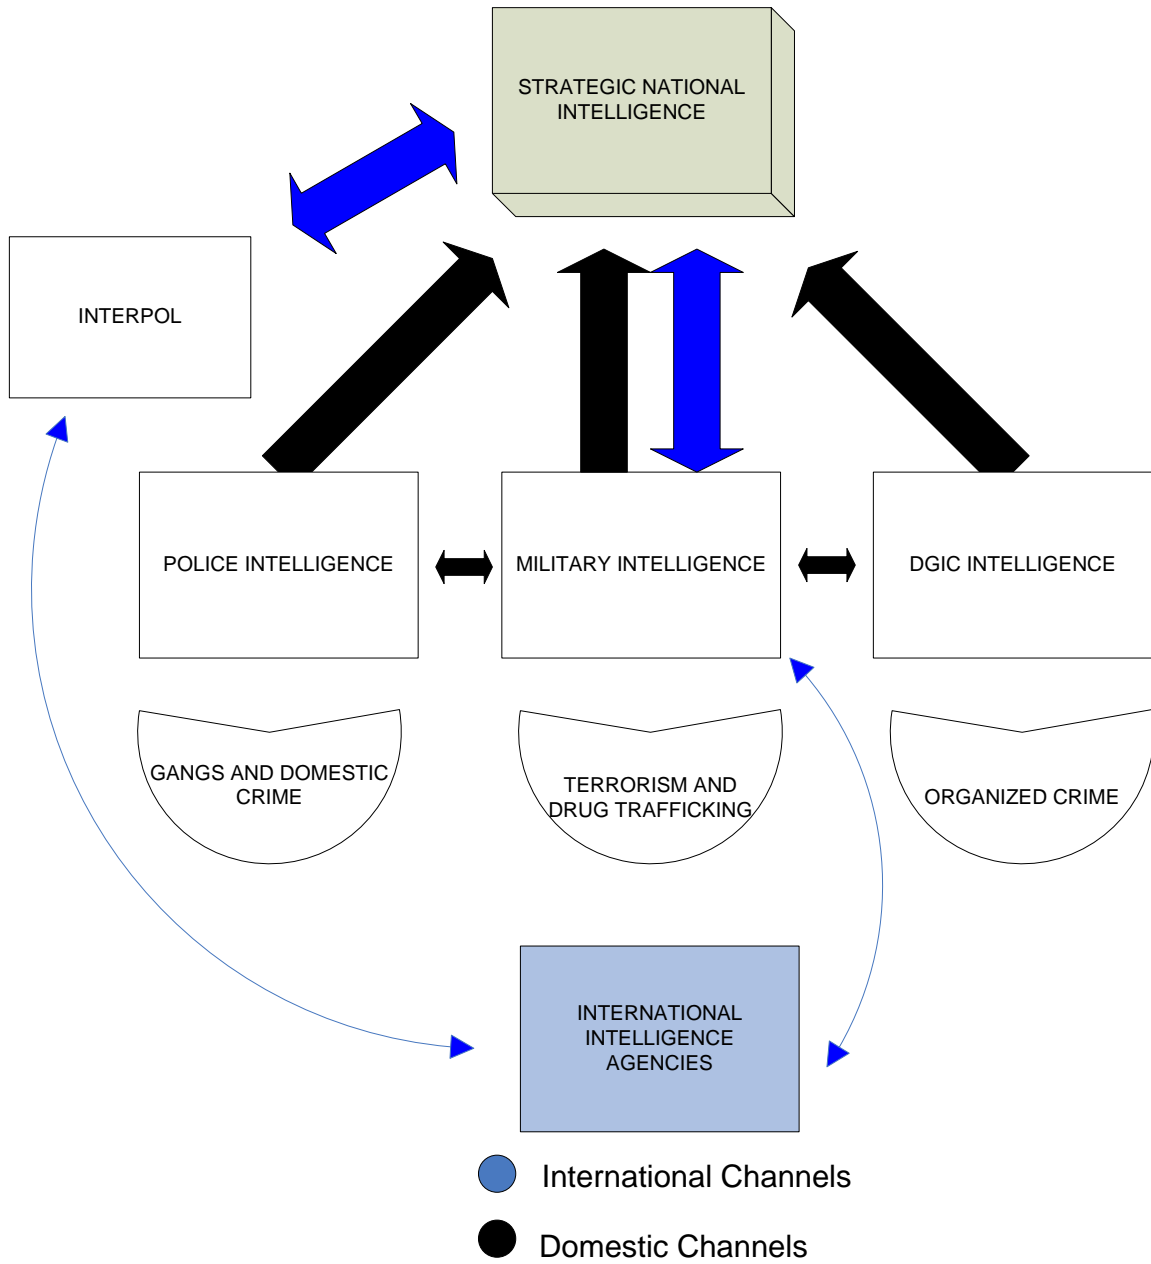 STRATEGIC NATIONAL
INTELLIGENCE
INTERPOL
POLICE INTELLIGENCE
MILITARY INTELLIGENCE
DGIC INTELLIGENCE
GANGS AND DOMESTIC
CRIME
TERRORISM AND
DRUG TRAFFICKING
ORGANIZED CRIME
INTERNATIONAL
INTELLIGENCE
AGENCIES
International Channels
Domestic Channels